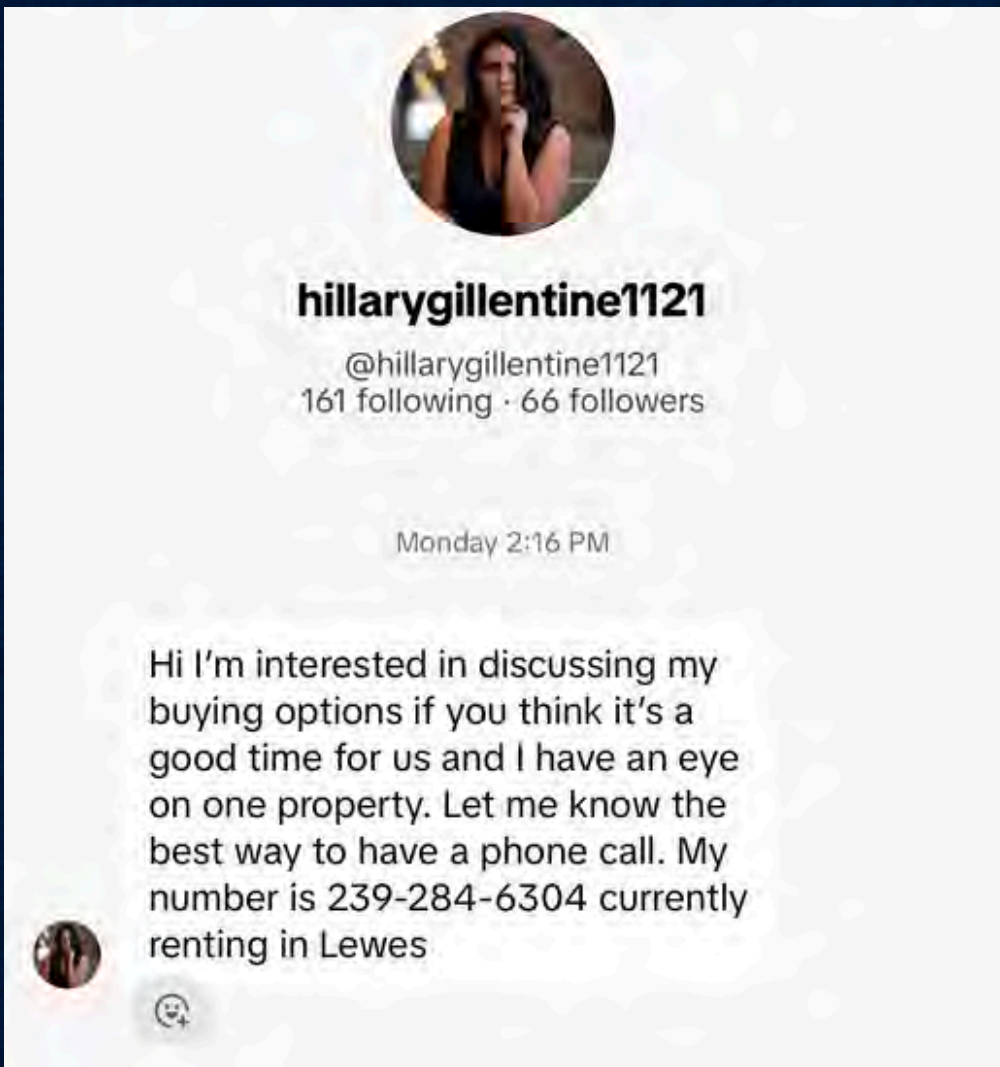 hillarygillentine1121
@hillarygillentine1121
161 following · 66 followers
Monday 2:16 PM
Hi I'm interested in discussing my
buying options if you think it's a
good time for us and I have an eye
on one property. Let me know the
best way to have a phone call. My
number is 239-284-6304 currently
renting in Lewes